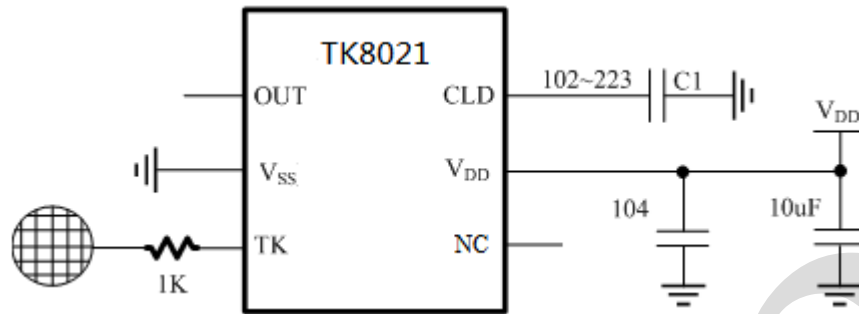 TK8021
OUT
CLD
102~223
C1
VDD
VSS
VDD
104
10uF
TK
NC
1K